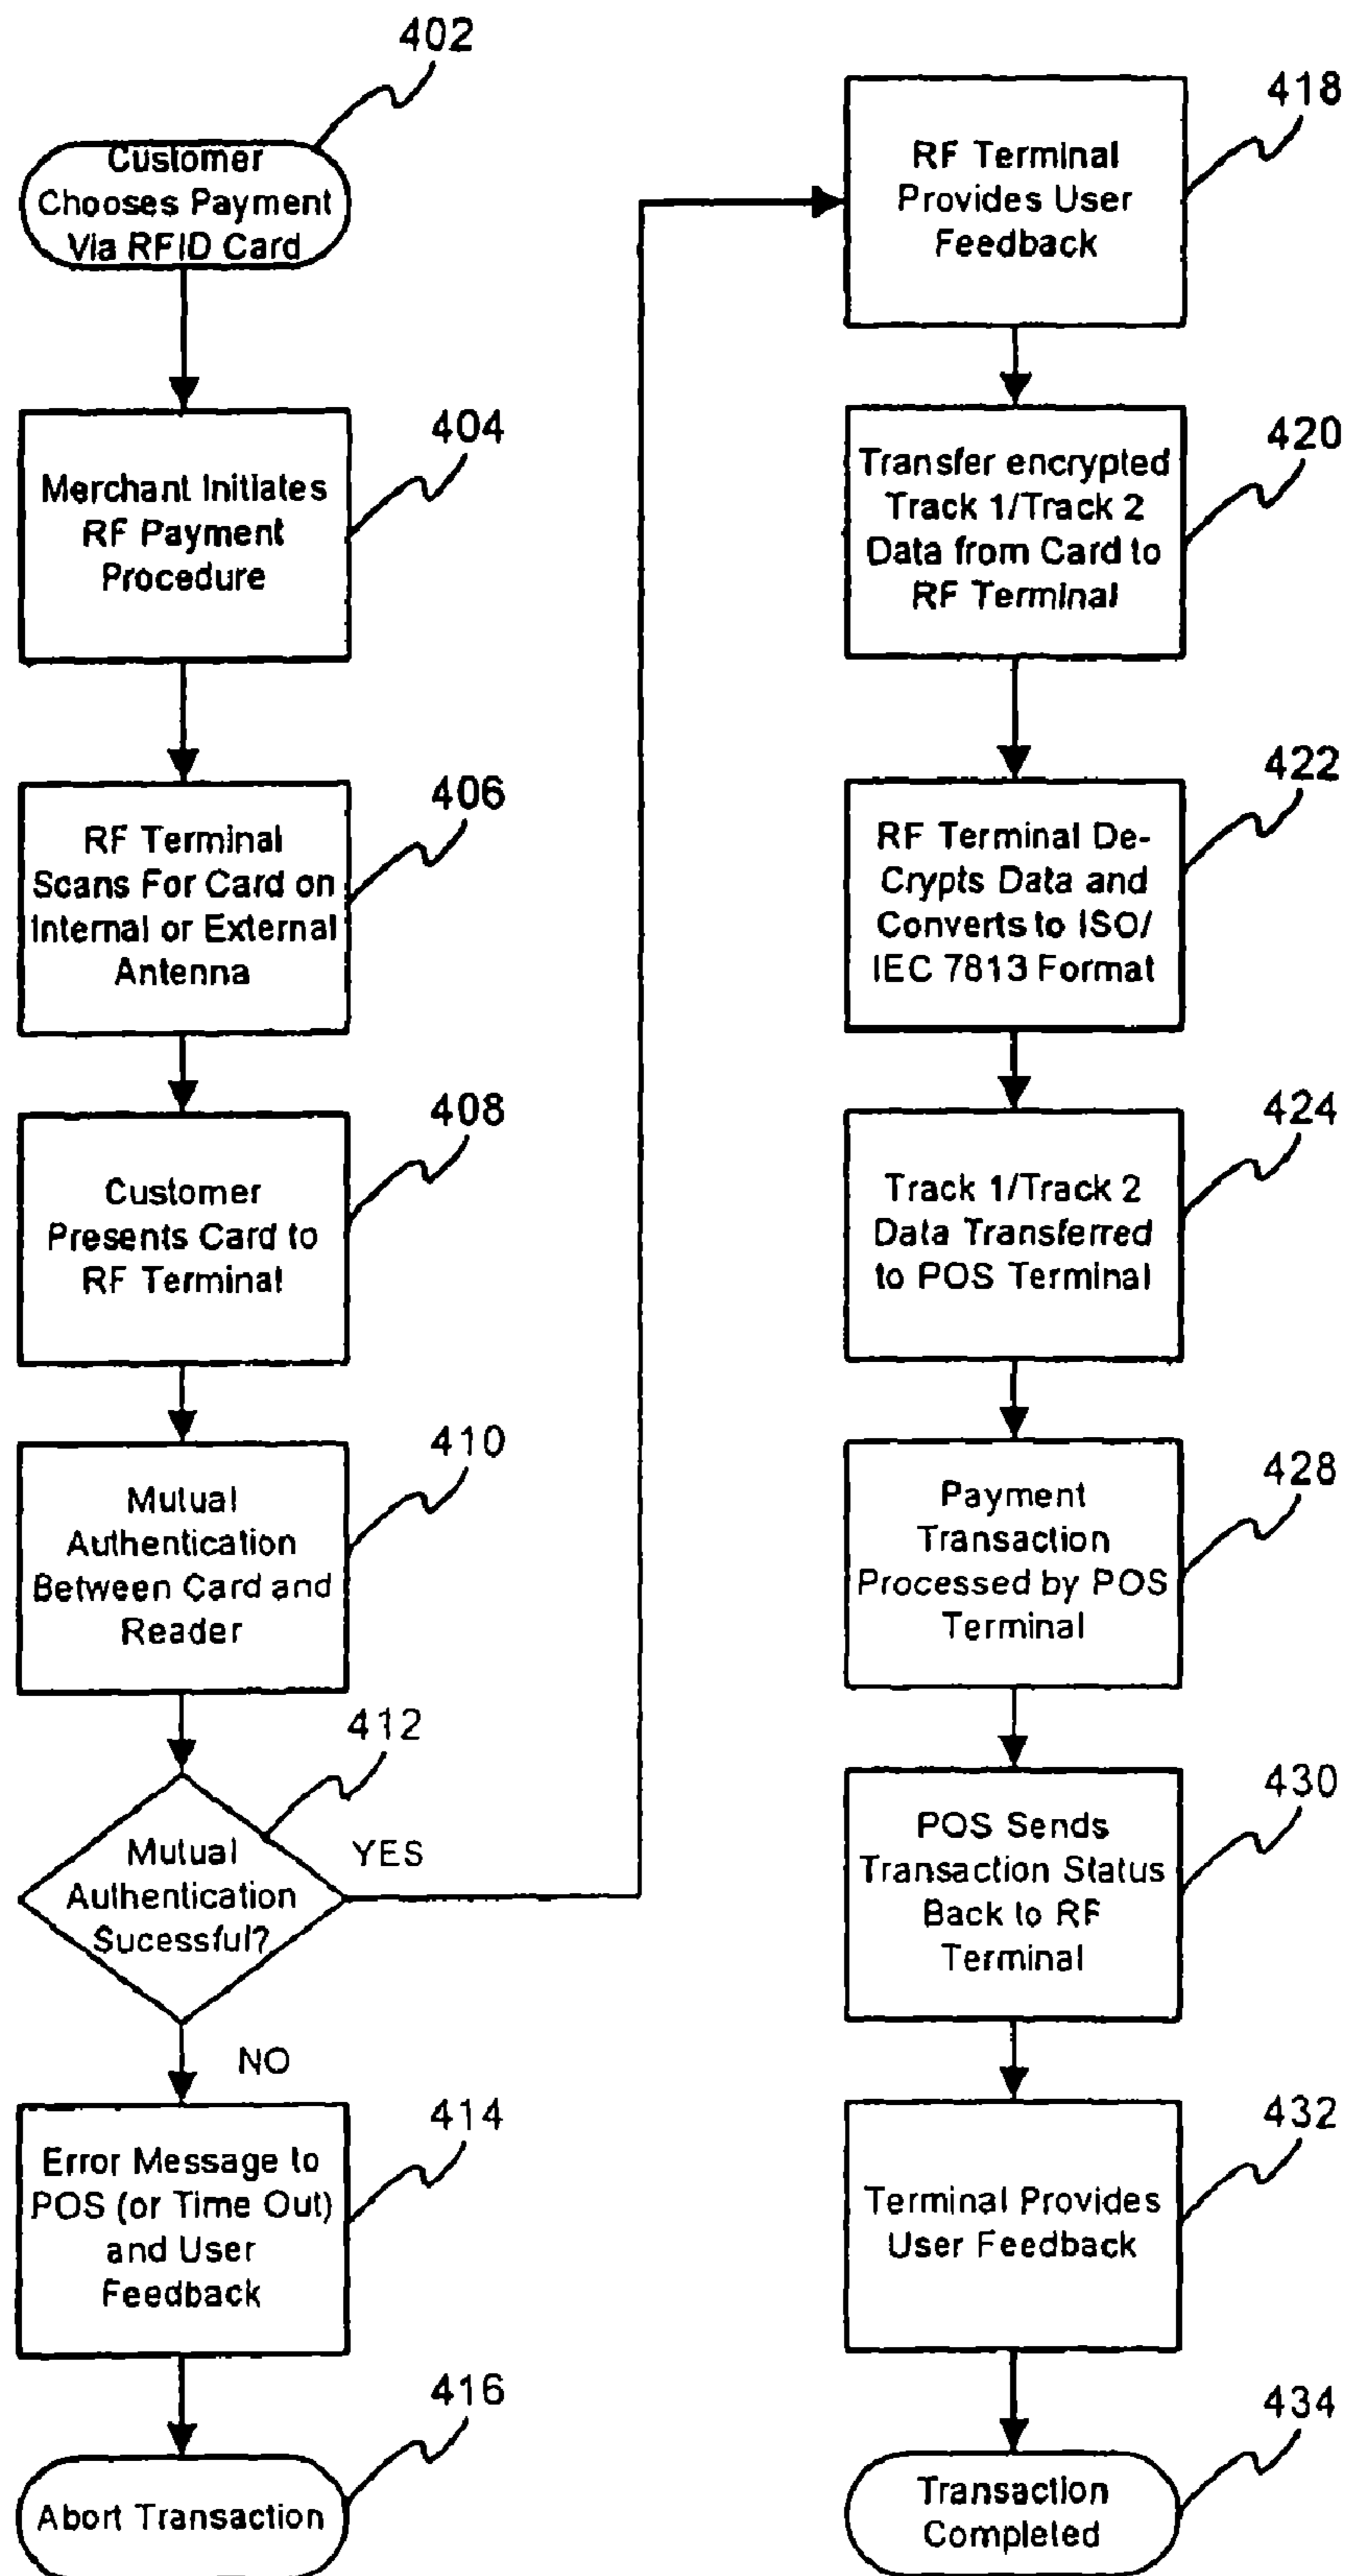 402
Customer
Chooses Payment
Via RFID Card
404
Merchant Initiates
RF Payment
Procedure
406
RF Terminal
Scans For Card on
Internal or External
Antenna
408
Customer
Presents Card to
RF Terminal
410
Mutual
Authentication
Between Card and
Reader
412
Mutual
Authentication
Sucessful?
YES
NO
414
Error Message to
POS (or Time Out)
and User
Feedback
416
Abort Transaction
418
RF Terminal
Provides User
Feedback
420
Transfer encrypted
Track 1/Track 2
Data from Card to
RF Terminal
422
RF Terminal De-
Crypts Data and
Converts to ISO/
IEC 7813 Format
424
Track 1/Track 2
Data Transferred
to POS Terminal
428
Payment
Transaction
Processed by POS
Terminal
430
POS Sends
Transaction Status
Back to RF
Terminal
432
Terminal Provides
User Feedback
434
Transaction
Completed